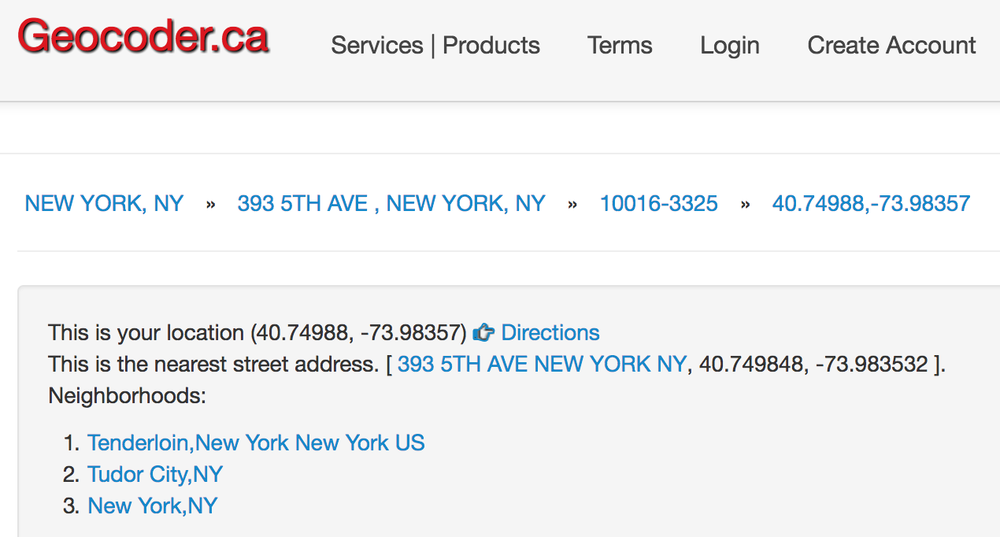 Geocoder.ca
Services | Products Terms Login Create Account
NEW YORK, NY » 393 5TH AVE , NEW YORK, NY » 10016-3325 » 40.74988,-73.98357
This is your location (40.74988, -73.98357) Directions
This is the nearest street address. [ 393 5TH AVE NEW YORK NY, 40.749848, -73.983532 ].
Neighborhoods:
1. Tenderloin,New York New York US
2. Tudor City,NY
3. New York,NY